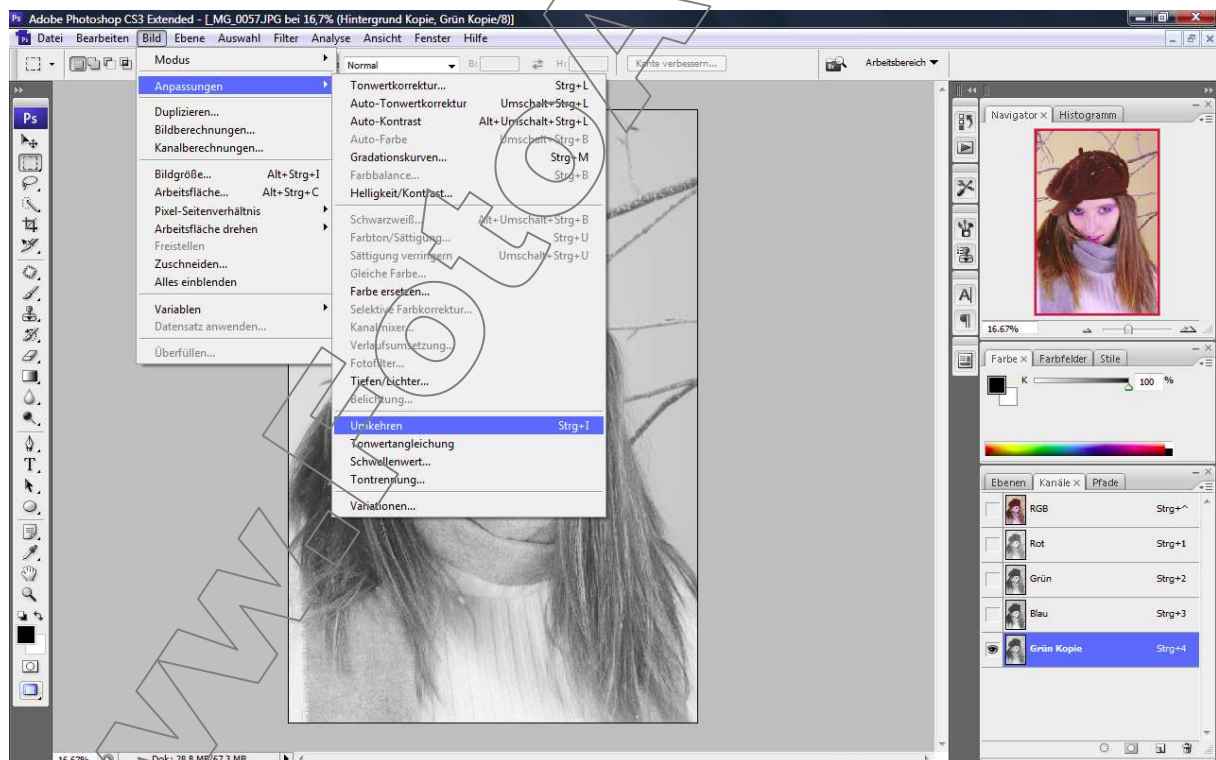 Adobe Photoshop CS3 Extended - [_MG_0057.JPG bei 16,7% (Hintergrund Kopie, Grün Kopie/8)]
Datei Bearbeiten Bild Ebene Auswahl Filter Analyse Ansicht Fenster Hilfe
Normal B: H: Kante verbessern... Arbeitsbereich
Modus
Anpassungen
Duplizieren...
Bildberechnungen...
Kanalberechnungen...
Bildgröße... Alt+Strg+I
Arbeitsfläche... Alt+Strg+C
Pixel-Seitenverhältnis
Arbeitsfläche drehen
Freistellen
Zuschneiden...
Alles einblenden
Variablen
Datensatz anwenden...
Überfüllen...
Tonwertkorrektur... Strg+L
Auto-Tonwertkorrektur Umschalt+Strg+L
Auto-Kontrast Alt+Umschalt+Strg+L
Auto-Farbe Umschalt+Strg+B
Gradationskurven... Strg+M
Farbbalance... Strg+B
Helligkeit/Kontrast...
Schwarzweiß... Alt+Umschalt+Strg+B
Farbton/Sättigung... Strg+U
Sättigung verringern Umschalt+Strg+U
Gleiche Farbe...
Farbe ersetzen...
Selektive Farbkorrektur...
Kanalmixer...
Verlaufsumsetzung...
Fotofilter...
Tiefen/Lichter...
Belichtung...
Umkehren Strg+I
Tonwertangleichung
Schwellenwert...
Tontrennung...
Variationen...
Ps
Navigator × Histogramm
16.67%
Farbe × Farbfelder Stile
K 100 %
Ebenen Kanäle × Pfade
RGB Strg+^
Rot Strg+1
Grün Strg+2
Blau Strg+3
Grün Kopie Strg+4
16.67% Dok: 28,8 MB/67,3 MB